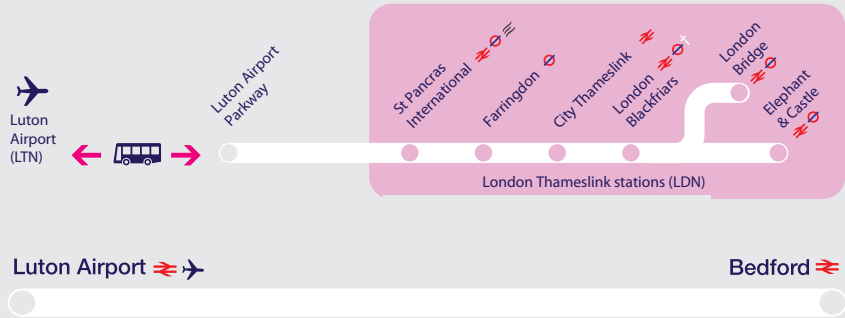 Luton
Airport
(LTN)
Luton Airport
Parkway
St Pancras
International
Farringdon
City Thameslink
London
Blackfriars
London
Bridge
Elephant
& Castle
London Thameslink stations (LDN)
Luton Airport
Bedford